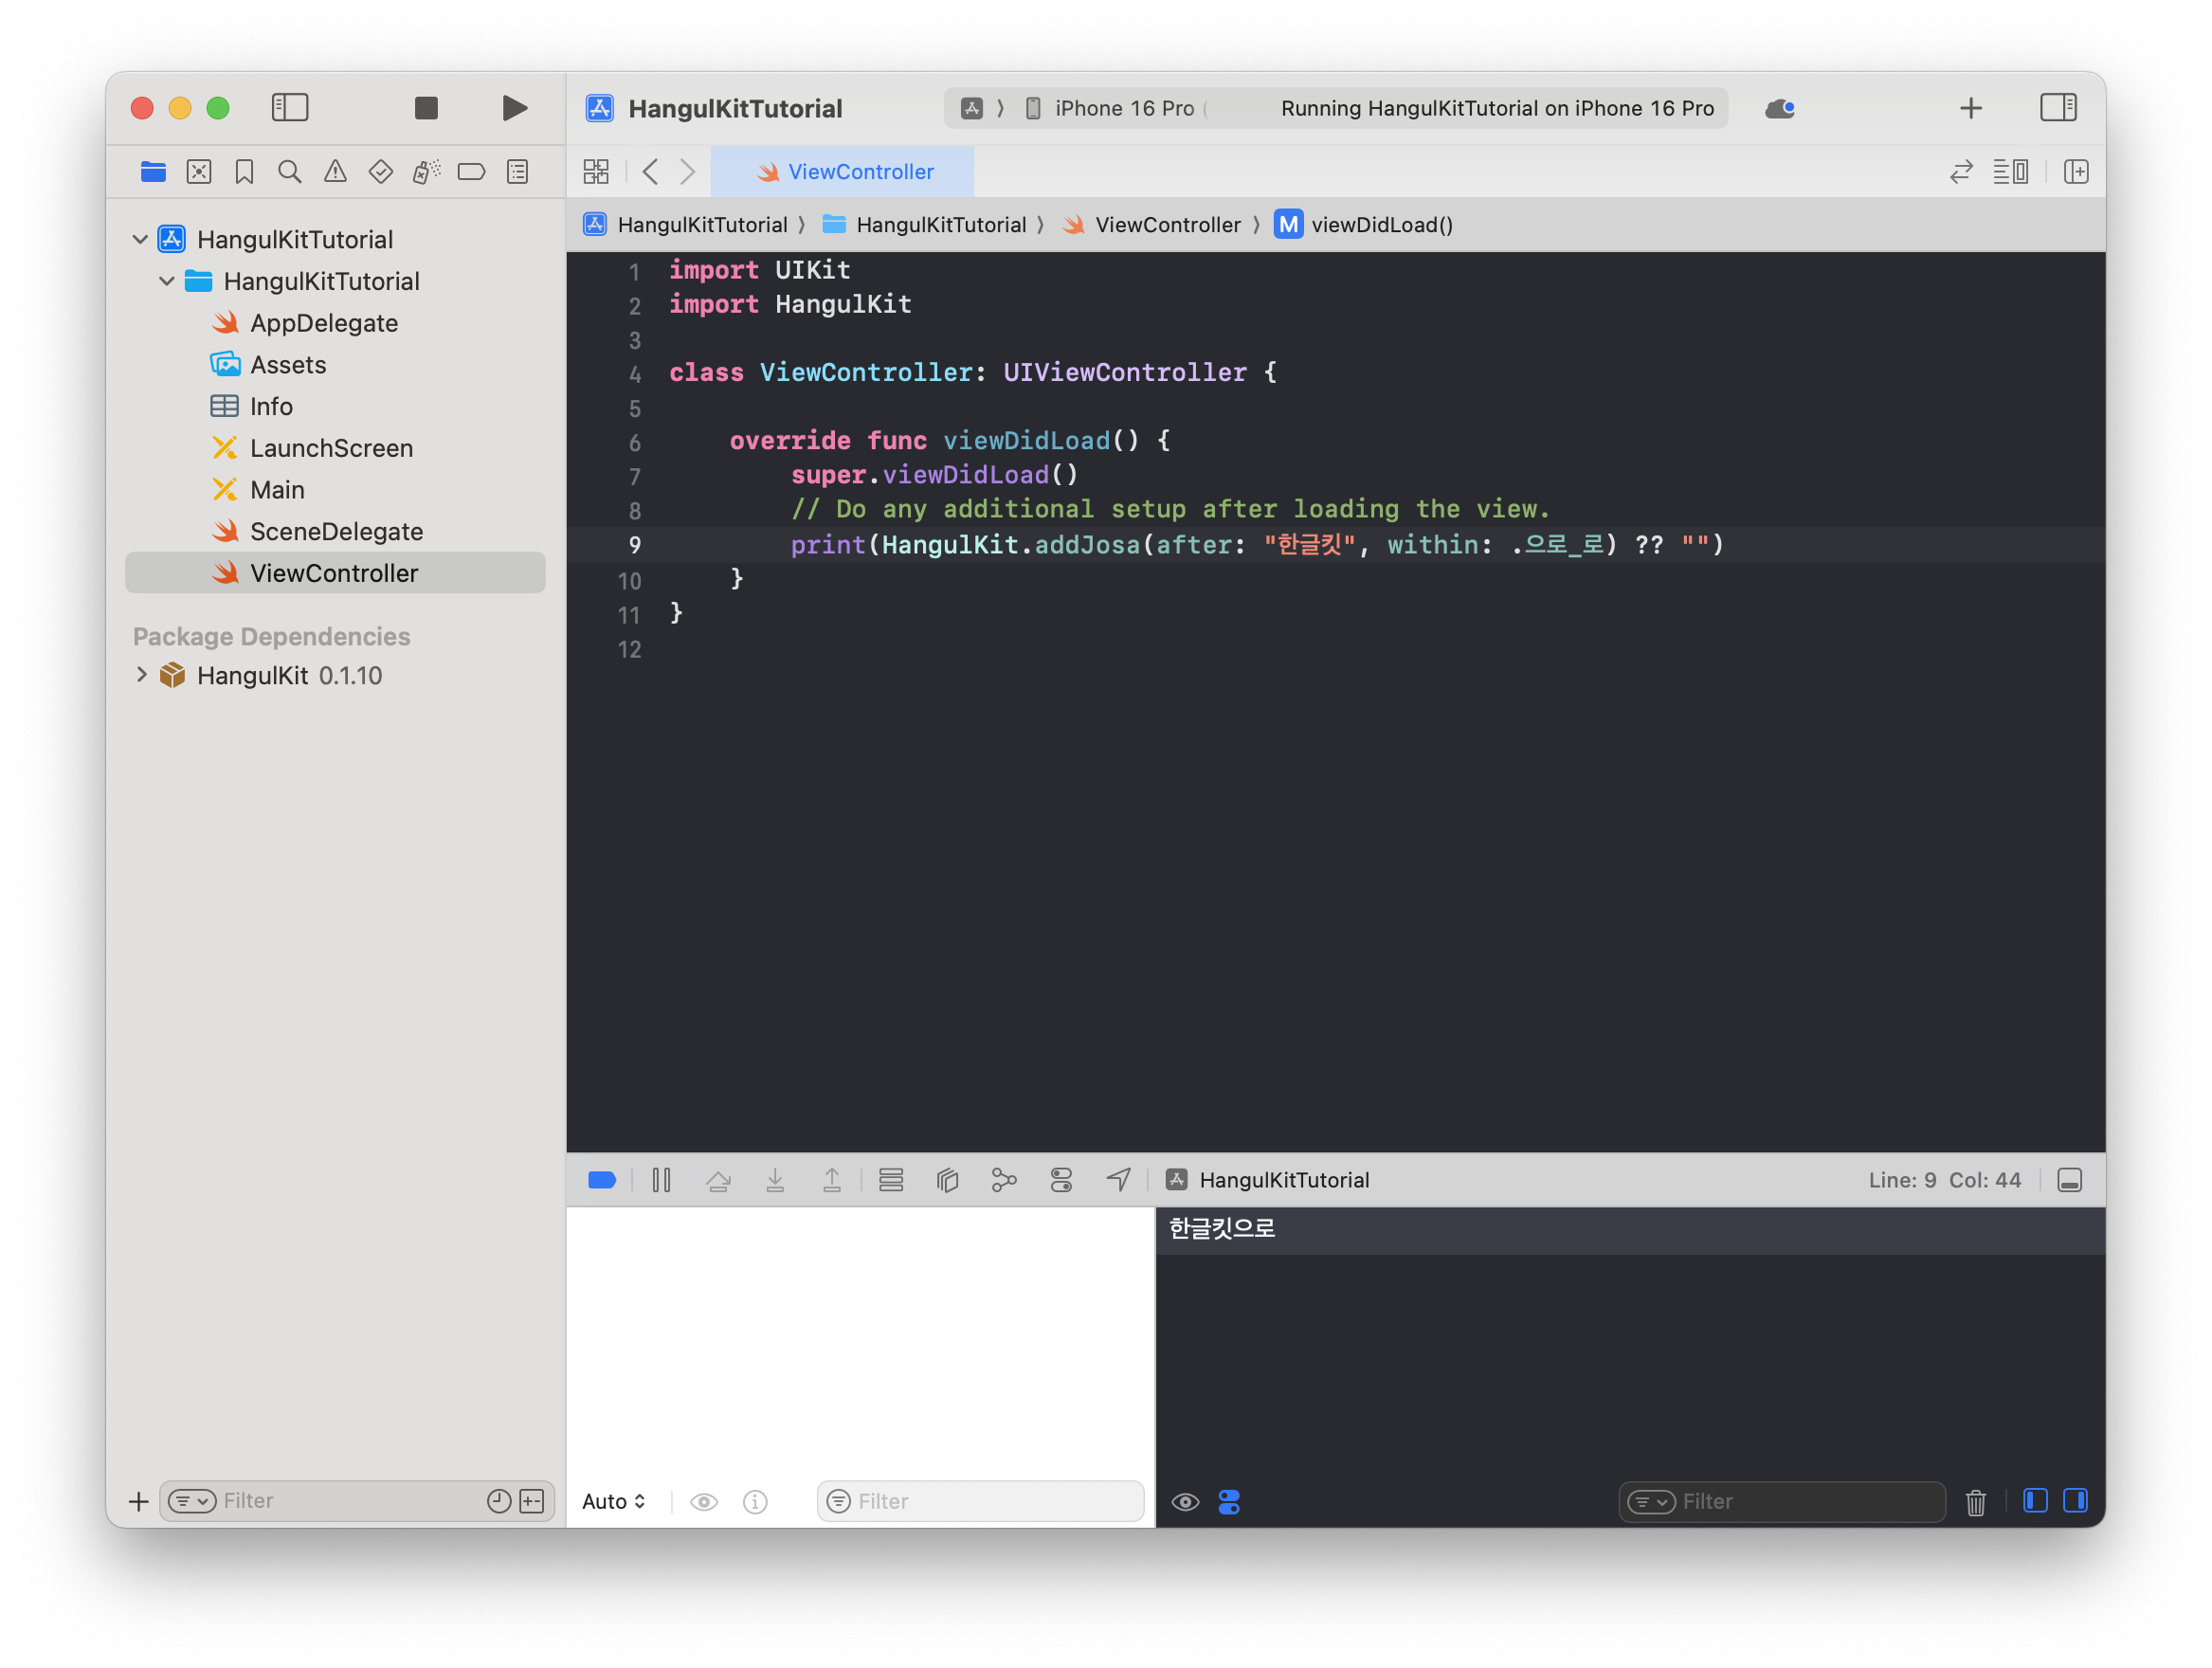 HangulKitTutorial
iPhone 16 Pro
Running HangulKitTutorial on iPhone 16 Pro
ViewController
HangulKitTutorial
HangulKitTutorial
ViewController
M viewDidLoad()
HangulKitTutorial
HangulKitTutorial
AppDelegate
Assets
Info
LaunchScreen
Main
SceneDelegate
ViewController
Package Dependencies
HangulKit 0.1.10
Filter
1 import UIKit
2 import HangulKit
3
4 class ViewController: UIViewController {
5
6 override func viewDidLoad() {
7 super.viewDidLoad()
8 // Do any additional setup after loading the view.
9 print(HangulKit.addJosa(after: "한글킷", within: .으로_로) ?? "")
10 }
11 }
12
HangulKitTutorial
Line: 9 Col: 44
한글킷으로
Auto
Filter
Filter